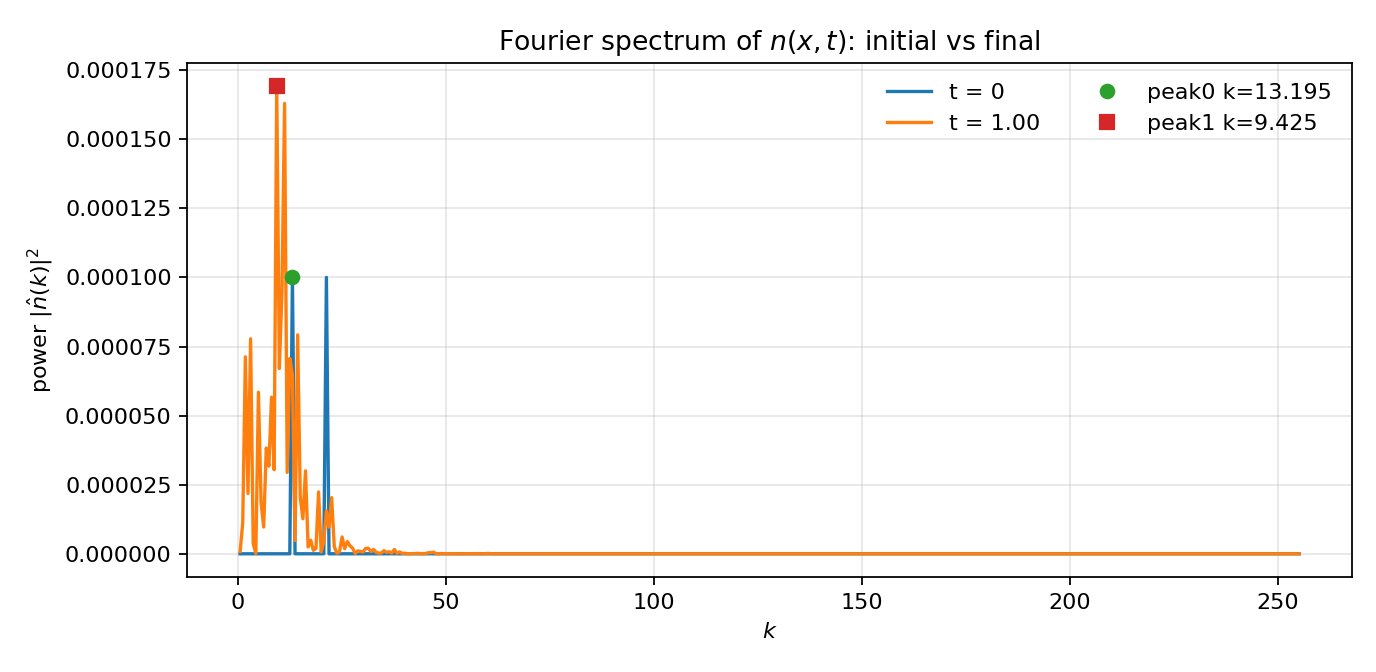 Fourier spectrum of n(x, t): initial vs final
0.000175
0.000150
0.000125
0.000100
0.000075
0.000050
0.000025
0.000000
power |n̂(k)|²
t = 0
t = 1.00
peak0 k=13.195
peak1 k=9.425
0 50 100 150 200 250
k